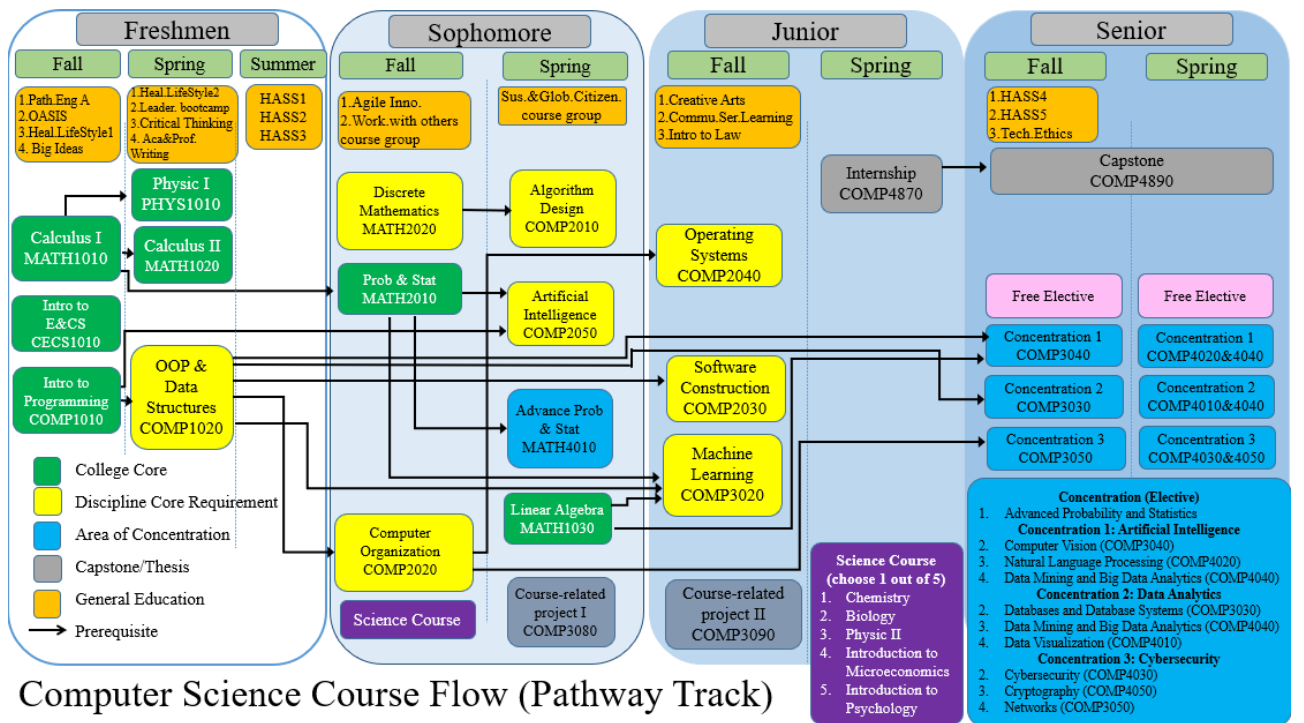 Freshmen
Sophomore
Junior
Senior
Fall
Spring
Summer
Fall
Spring
Fall
Spring
Fall
Spring
1.Path.Eng A
2.OASIS
3.Heal.LifeStyle1
4. Big Ideas
1.Heal.LifeStyle2
2.Leader. bootcamp
3.Critical Thinking
4. Aca&Prof.
Writing
HASS1
HASS2
HASS3
1.Agile Inno.
2.Work.with others
course group
Sus.&Glob.Citizen.
course group
1.Creative Arts
2.Commu.Ser.Learning
3.Intro to Law
1.HASS4
2.HASS5
3.Tech.Ethics
Physic I
PHYS1010
Calculus I
MATH1010
Calculus II
MATH1020
Intro to
E&CS
CECS1010
Intro to
Programming
COMP1010
OOP &
Data
Structures
COMP1020
Discrete
Mathematics
MATH2020
Algorithm
Design
COMP2010
Prob & Stat
MATH2010
Artificial
Intelligence
COMP2050
Advance Prob
& Stat
MATH4010
Linear Algebra
MATH1030
Computer
Organization
COMP2020
Science Course
Course-related
project I
COMP3080
Operating
Systems
COMP2040
Software
Construction
COMP2030
Machine
Learning
COMP3020
Course-related
project II
COMP3090
Internship
COMP4870
Capstone
COMP4890
Free Elective
Free Elective
Concentration 1
COMP3040
Concentration 1
COMP4020&4040
Concentration 2
COMP3030
Concentration 2
COMP4010&4040
Concentration 3
COMP3050
Concentration 3
COMP4030&4050
College Core
Discipline Core Requirement
Area of Concentration
Capstone/Thesis
General Education
Prerequisite
Science Course
(choose 1 out of 5)
1. Chemistry
2. Biology
3. Physic II
4. Introduction to
Microeconomics
5. Introduction to
Psychology
Concentration (Elective)
1. Advanced Probability and Statistics
Concentration 1: Artificial Intelligence
2. Computer Vision (COMP3040)
3. Natural Language Processing (COMP4020)
4. Data Mining and Big Data Analytics (COMP4040)
Concentration 2: Data Analytics
2. Databases and Database Systems (COMP3030)
3. Data Mining and Big Data Analytics (COMP4040)
4. Data Visualization (COMP4010)
Concentration 3: Cybersecurity
2. Cybersecurity (COMP4030)
3. Cryptography (COMP4050)
4. Networks (COMP3050)
Computer Science Course Flow (Pathway Track)